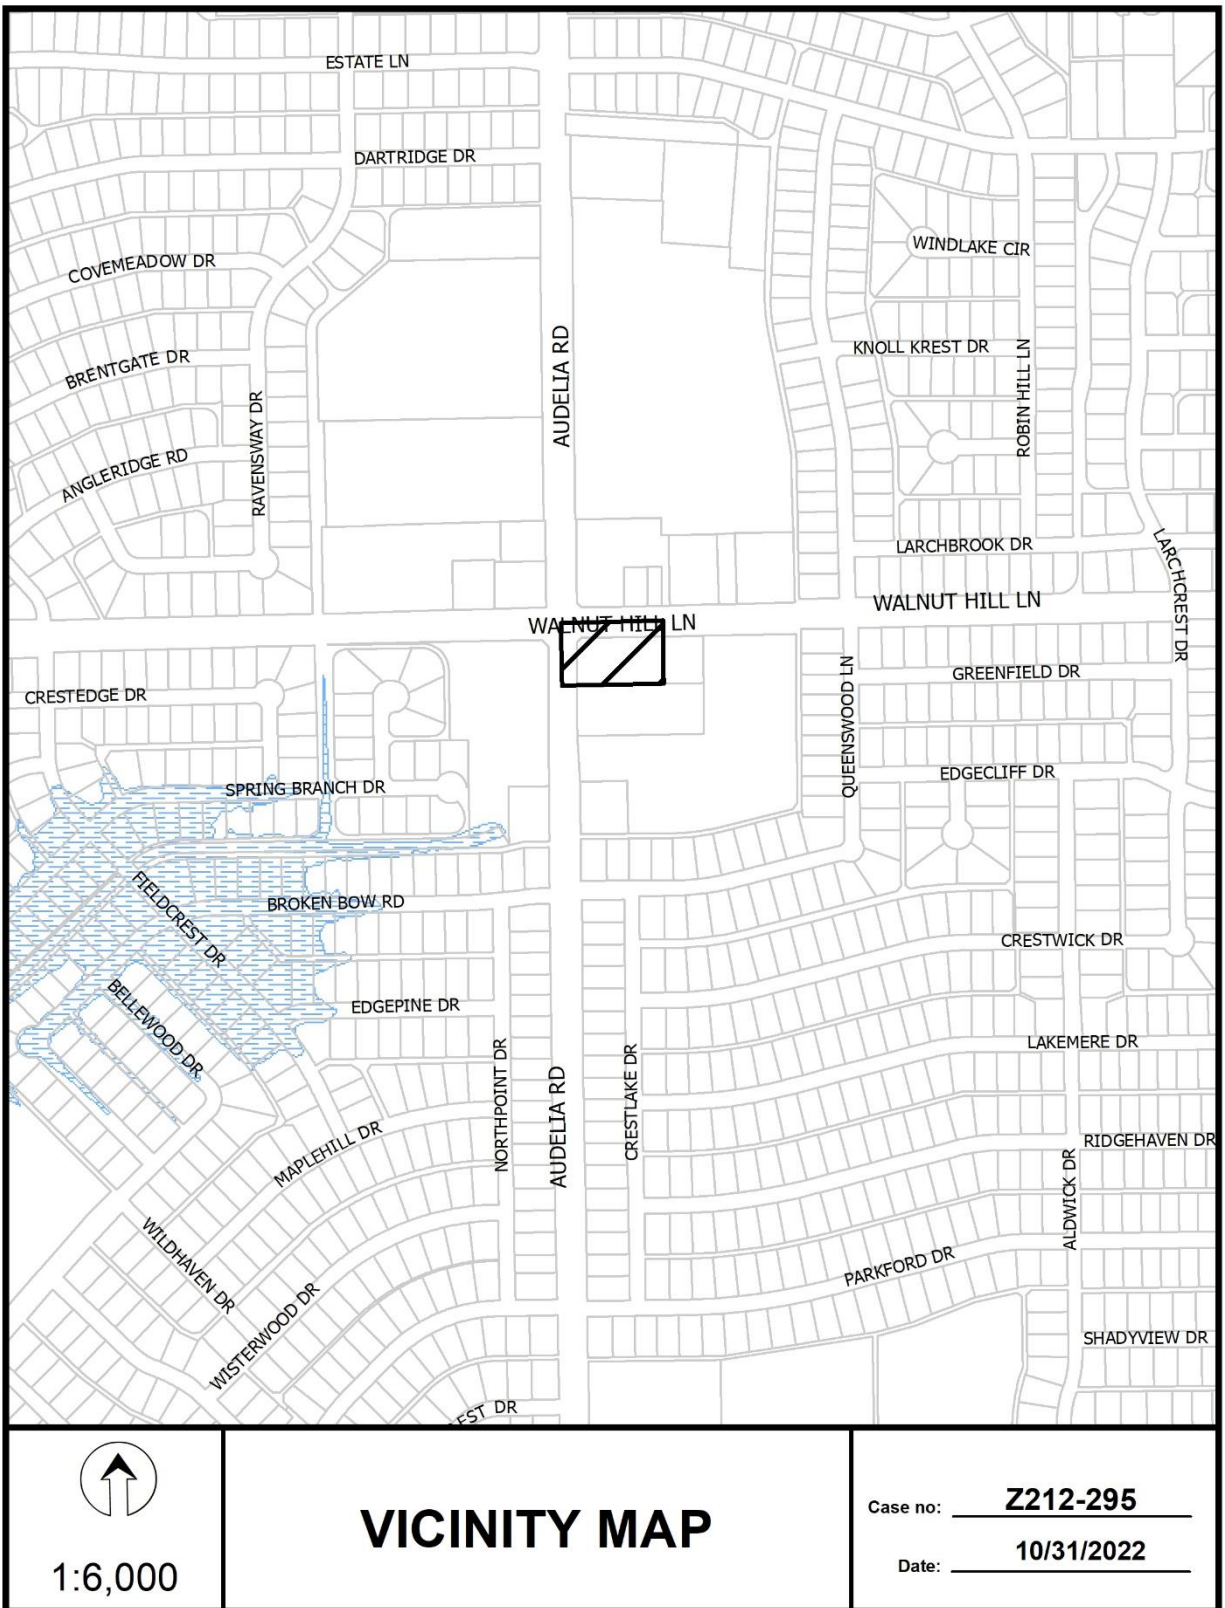 ESTATE LN
DARTRIDGE DR
WINDLAKE CIR
COVEMEADOW DR
KNOLL KREST DR
BRENTGATE DR
AUDELIA RD
ROBIN HILL LN
RAVENSWAY DR
ANGLERIDGE RD
LARCHBROOK DR
LARCHCREST DR
WALNUT HILL LN
WALNUT HILL LN
CRESTEDGE DR
GREENFIELD DR
QUEENSWOOD LN
SPRING BRANCH DR
EDGECLIFF DR
FIELDCREST DR
BROKEN BOW RD
CRESTWICK DR
BELLEWOOD DR
EDGEPINE DR
LAKEMERE DR
NORTHPOINT DR
AUDELIA RD
CRESTLAKE DR
MAPLEHILL DR
RIDGEHAVEN DR
ALDWICK DR
WILDHAVEN DR
PARKFORD DR
WISTERWOOD DR
SHADYVIEW DR
EST DR
1:6,000
VICINITY MAP
Case no: Z212-295
Date: 10/31/2022